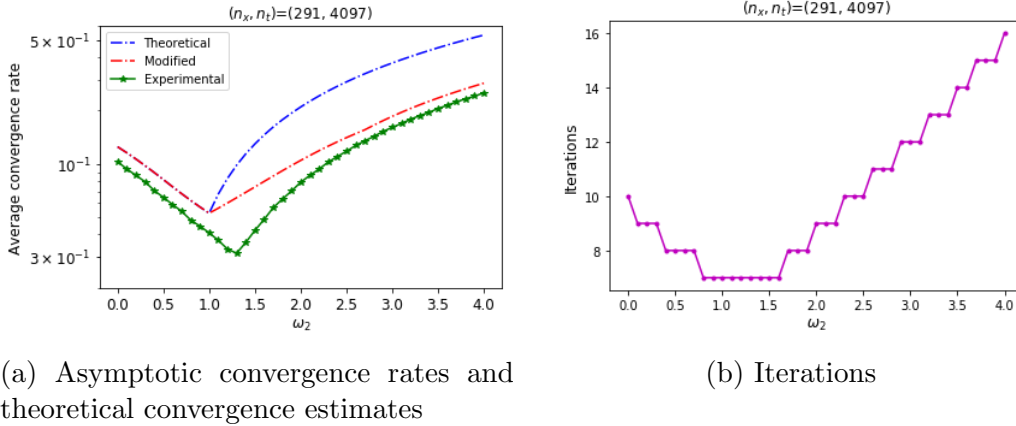 (n_x, n_t)=(291, 4097)
5 × 10⁻¹
10⁻¹
3 × 10⁻¹
Average convergence rate
Theoretical
Modified
Experimental
0.0 0.5 1.0 1.5 2.0 2.5 3.0 3.5 4.0
ω₂
(n_x, n_t)=(291, 4097)
16
14
12
10
8
Iterations
0.0 0.5 1.0 1.5 2.0 2.5 3.0 3.5 4.0
ω₂
(a) Asymptotic convergence rates and
theoretical convergence estimates
(b) Iterations